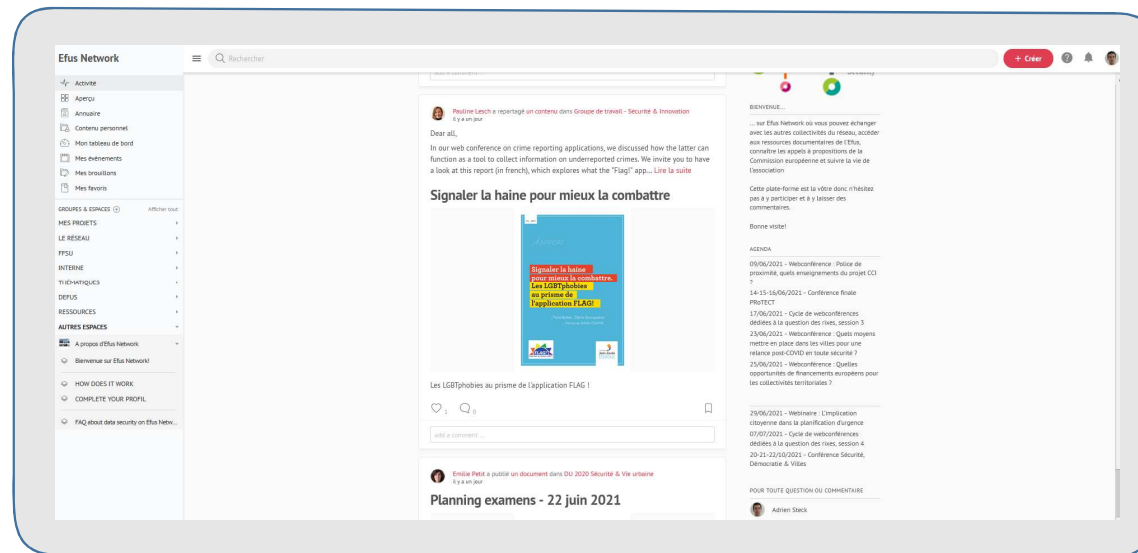 Efus Network
Rechercher
+ Créer
Activité
Aperçu
Annuaire
Contenu personnel
Mon tableau de bord
Mes événements
Mes brouillons
Mes favoris
GROUPES & ESPACES
Afficher tout
MES PROJETS
LE RÉSEAU
FPSU
INTERNE
THÉMATIQUES
DEFUS
RESSOURCES
AUTRES ESPACES
A propos d'Efus Network
Bienvenue sur Efus Network!
HOW DOES IT WORK
COMPLETE YOUR PROFIL
FAQ about data security on Efus Netw...
Pauline Lesch a repartagé un contenu dans Groupe de travail - Sécurité & Innovation
il y a un jour
Dear all,
In our web conference on crime reporting applications, we discussed how the latter can
function as a tool to collect information on underreported crimes. We invite you to have
a look at this report (in french), which explores what the "Flag!" app... Lire la suite
Signaler la haine pour mieux la combattre
RAPPORT
Signaler la haine
pour mieux la combattre.
Les LGBTphobies
au prisme de
l'application FLAG!
Les LGBTphobies au prisme de l'application FLAG !
1
0
add a comment ...
Emilie Petit a publié un document dans DU 2020 Sécurité & Vie urbaine
il y a un jour
Planning examens - 22 juin 2021
Security
BIENVENUE...
... sur Efus Network où vous pouvez échanger
avec les autres collectivités du réseau, accéder
aux ressources documentaires de l'Efus,
connaître les appels à propositions de la
Commission européenne et suivre la vie de
l'association
Cette plate-forme est la vôtre donc n'hésitez
pas à y participer et à y laisser des
commentaires.
Bonne visite!
AGENDA
09/06/2021 - Webconférence : Police de
proximité, quels enseignements du projet CCI
?
14-15-16/06/2021 - Conférence finale
PRoTECT
17/06/2021 - Cycle de webconférences
dédiées à la question des rixes, session 3
23/06/2021 - Webconférence : Quels moyens
mettre en place dans les villes pour une
relance post-COVID en toute sécurité ?
25/06/2021 - Webconférence : Quelles
opportunités de financements européens pour
les collectivités territoriales ?
29/06/2021 - Webinaire : L'implication
citoyenne dans la planification d'urgence
07/07/2021 - Cycle de webconférences
dédiées à la question des rixes, session 4
20-21-22/10/2021 - Conférence Sécurité,
Démocratie & Villes
POUR TOUTE QUESTION OU COMMENTAIRE
Adrien Steck